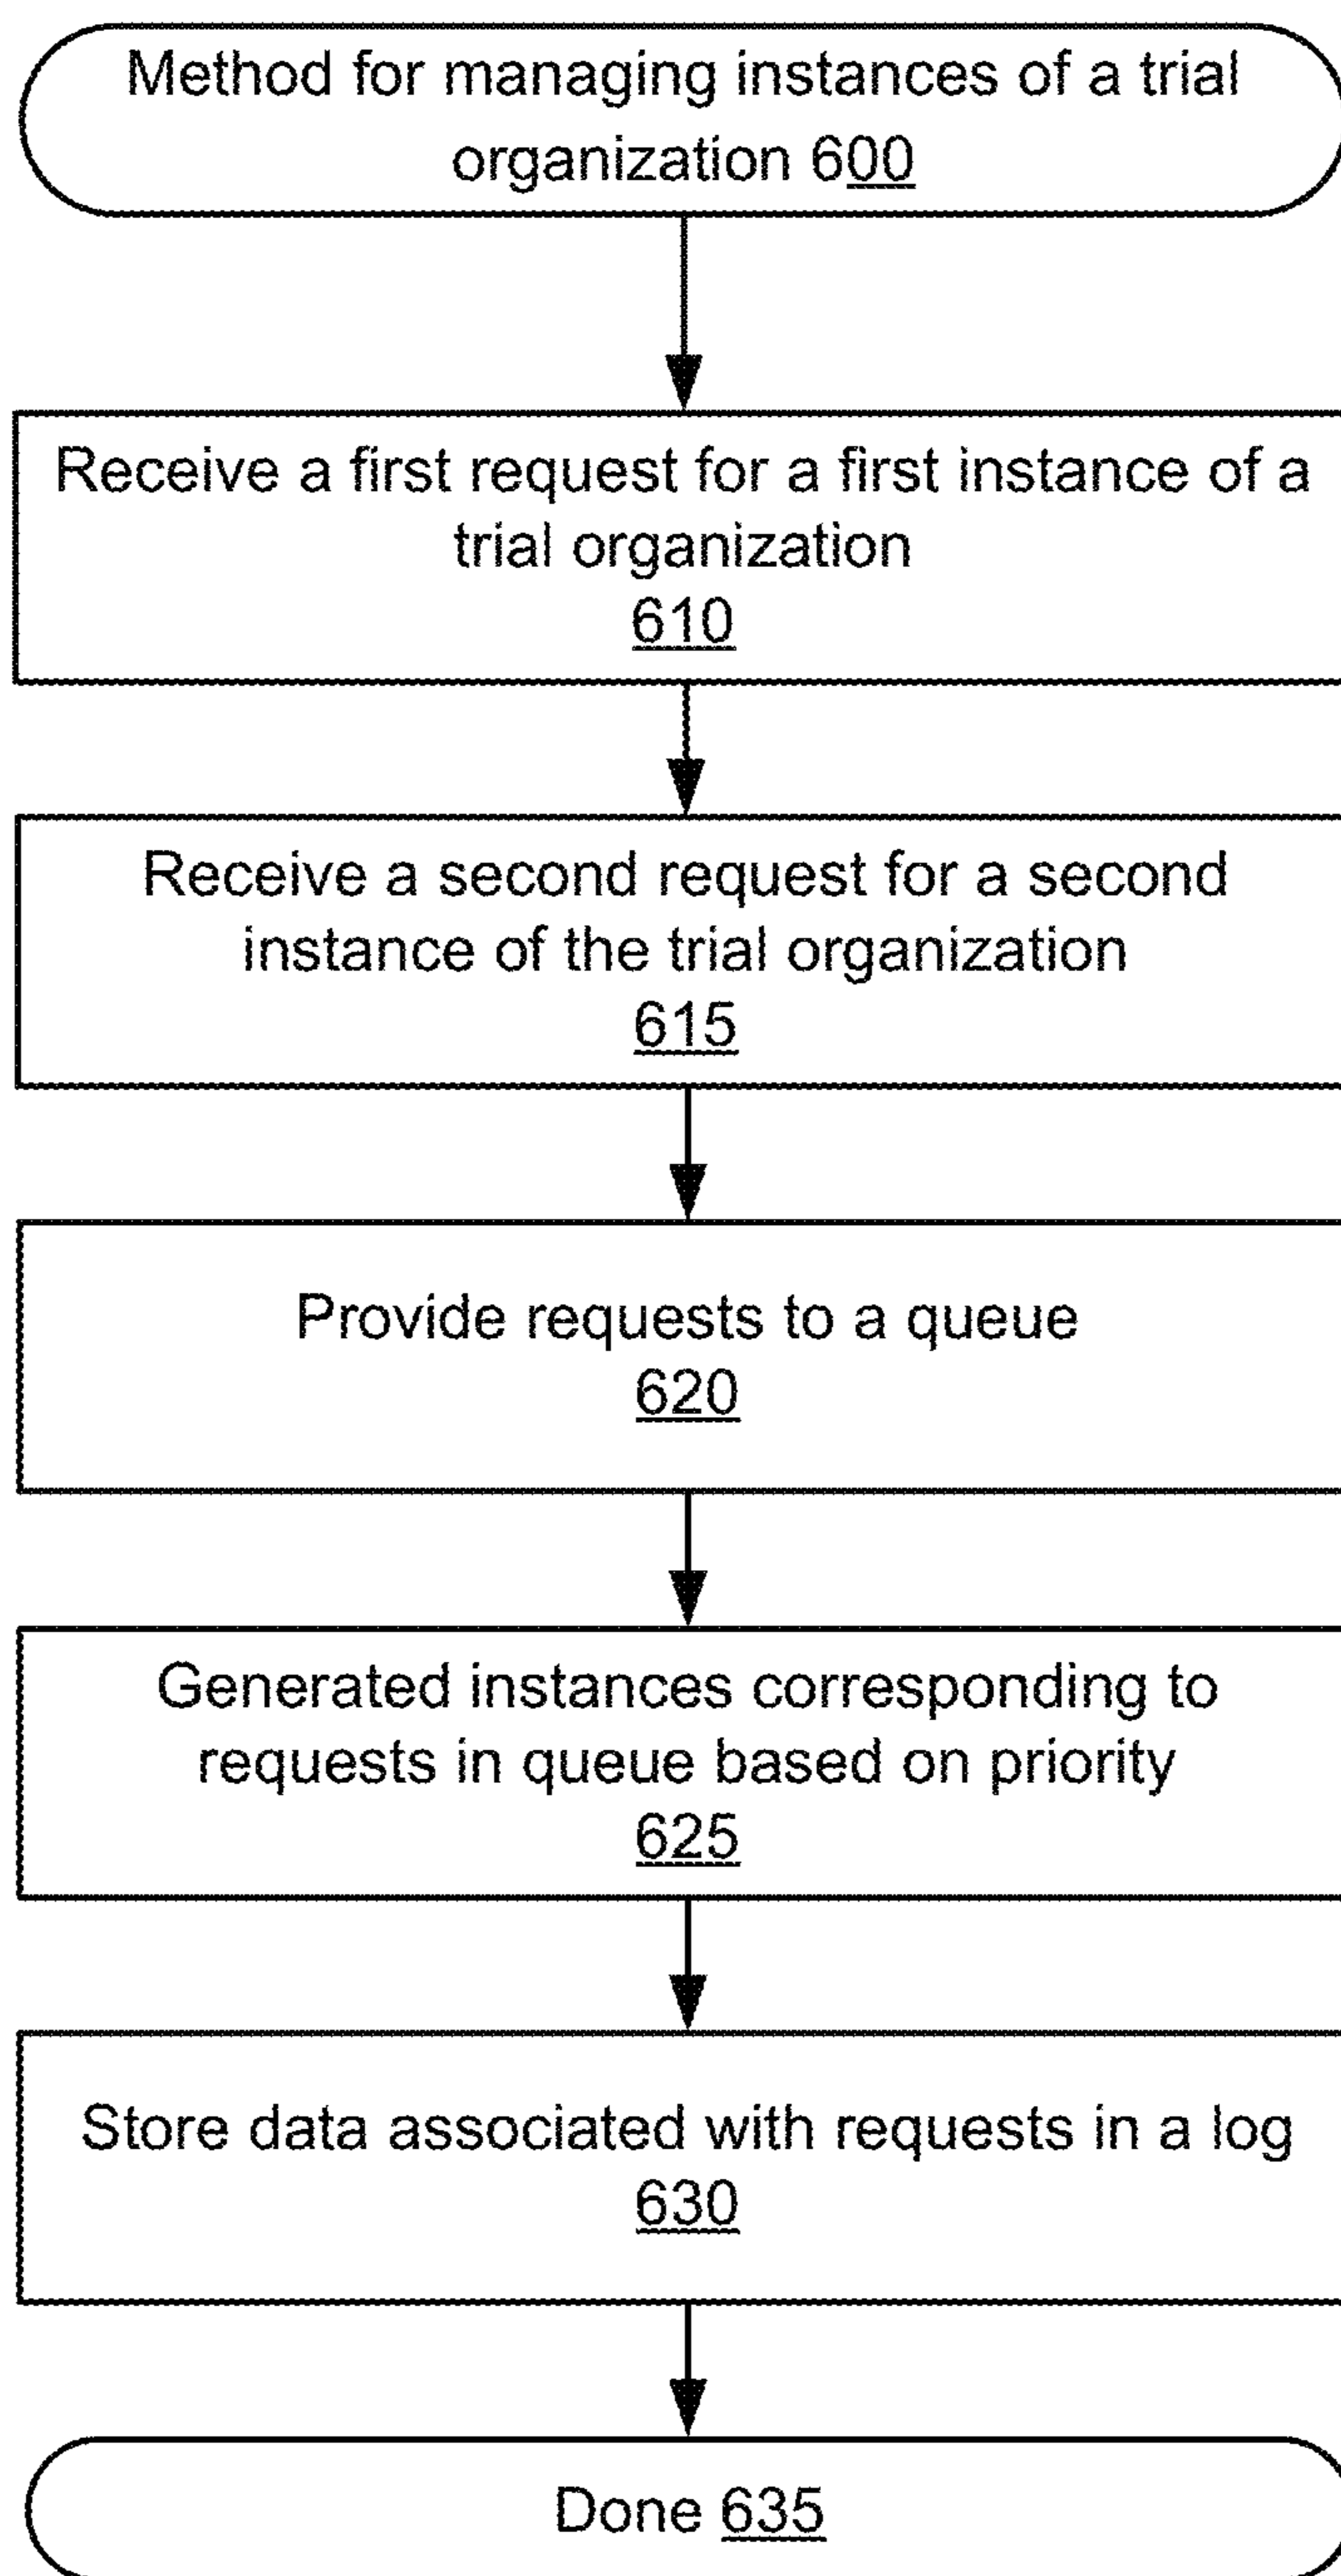 Method for managing instances of a trial
organization 600
Receive a first request for a first instance of a
trial organization
610
Receive a second request for a second
instance of the trial organization
615
Provide requests to a queue
620
Generated instances corresponding to
requests in queue based on priority
625
Store data associated with requests in a log
630
Done 635